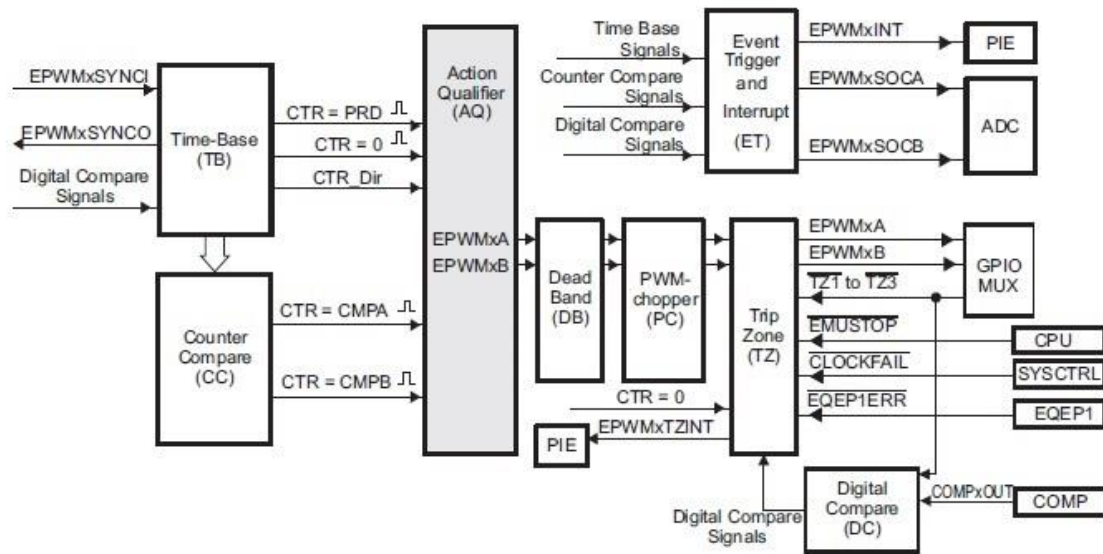 EPWMxSYNCI
EPWMxSYNCO
Digital Compare
Signals
Time-Base
(TB)
CTR = PRD
CTR = 0
CTR_Dir
Counter
Compare
(CC)
CTR = CMPA
CTR = CMPB
Action
Qualifier
(AQ)
EPWMxA
EPWMxB
Dead
Band
(DB)
PWM-
chopper
(PC)
Time Base
Signals
Counter Compare
Signals
Digital Compare
Signals
Event
Trigger
and
Interrupt
(ET)
EPWMxINT
PIE
EPWMxSOCA
EPWMxSOCB
ADC
Trip
Zone
(TZ)
EPWMxA
EPWMxB
TZ1 to TZ3
GPIO
MUX
EMUSTOP
CPU
CLOCKFAIL
SYSCTRL
EQEP1ERR
EQEP1
CTR = 0
EPWMxTZINT
PIE
Digital Compare
Signals
Digital
Compare
(DC)
COMPxOUT
COMP